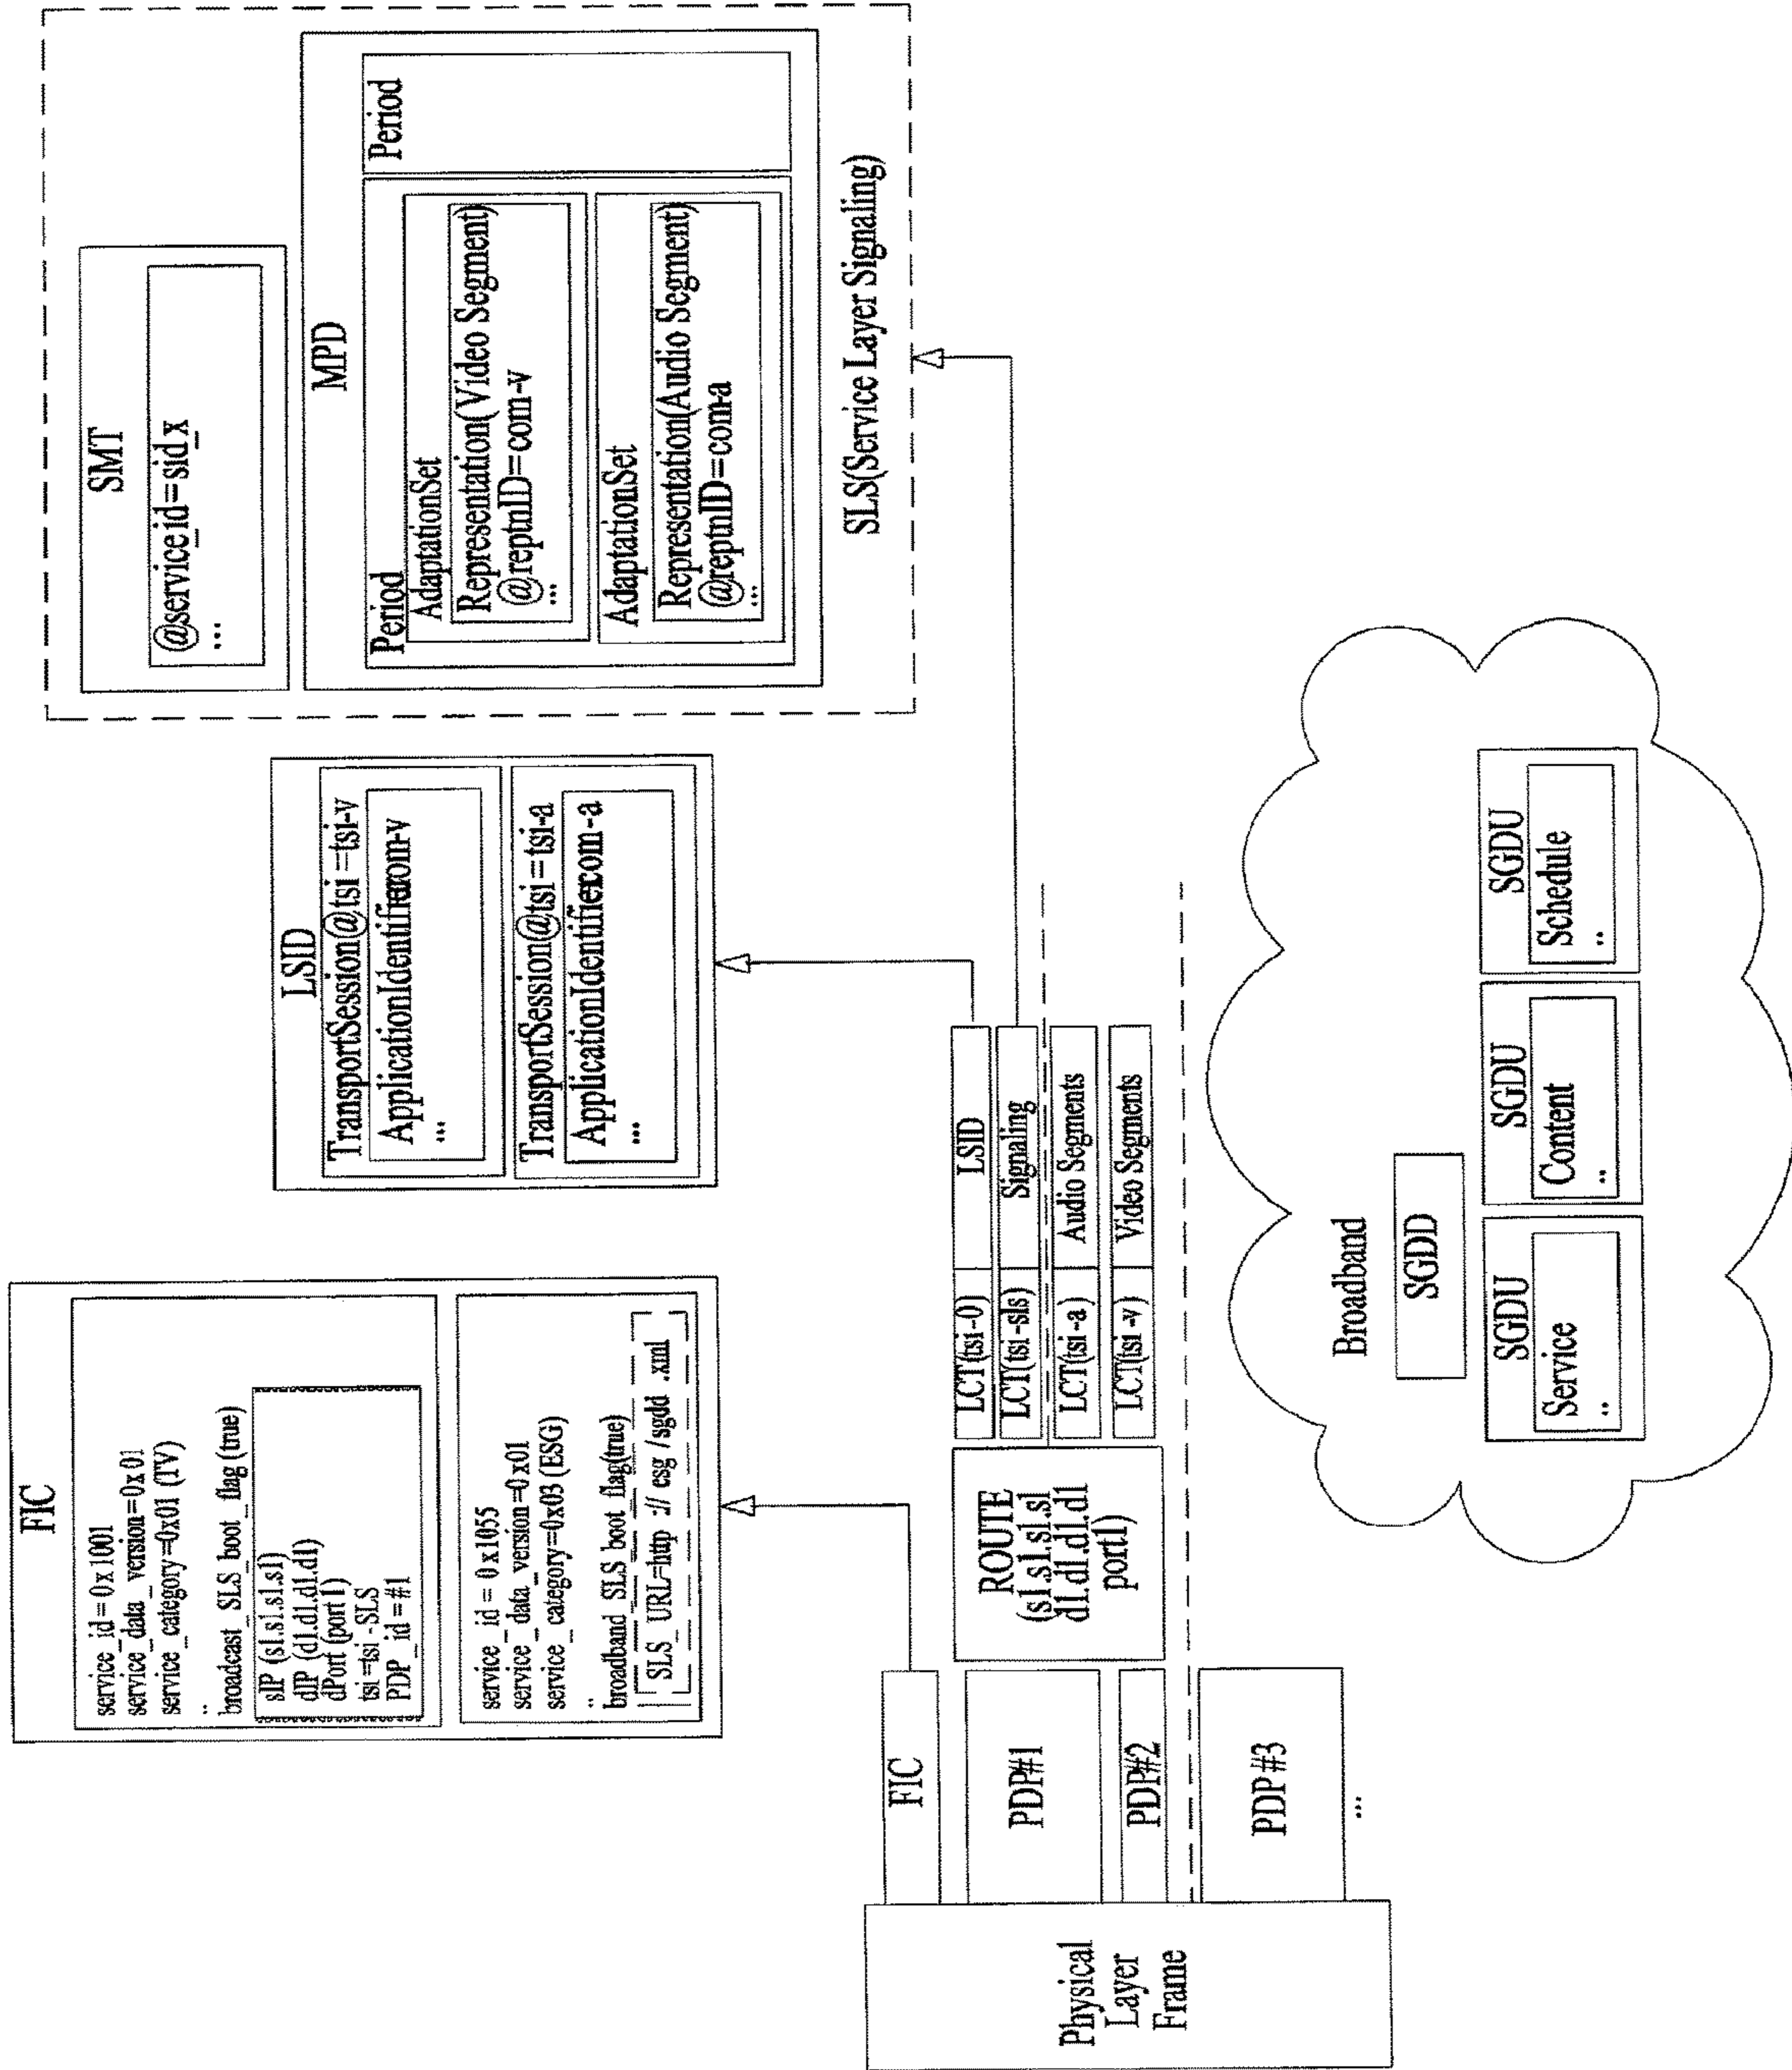 FIC
service_id = 0x1001
service_data_version=0x01
service_category=0x01 (TV)
..
broadcast_SLS_boot_flag (true)
sIP (s1.s1.s1.s1)
dIP (d1.d1.d1.d1)
dPort (port1)
tsi=tsi-SLS
PDP_id = #1
service_id = 0x1055
service_data_version=0x01
service_category=0x03 (ESG)
..
broadband SLS boot flag(true)
SLS_URL=http :// esg /sgdd .xml
LSID
TransportSession@tsi=tsi-v
ApplicationIdentifier
...
TransportSession@tsi=tsi-a
ApplicationIdentifier
...
SMT
@service_id=sid_x
...
MPD
Period
AdaptationSet
Representation(Video Segment)
@reptnID=com-v
...
AdaptationSet
Representation(Audio Segment)
@reptnID=com-a
...
Period
SLS(Service Layer Signaling)
Physical
Layer
Frame
FIC
PDP#1
PDP#2
PDP#3
...
ROUTE
(s1.s1.s1.s1
d1.d1.d1.d1
port1)
LCT(tsi-0)
LSID
LCT(tsi-sls)
Signaling
LCT(tsi-a)
Audio Segments
LCT(tsi-v)
Video Segments
Broadband
SGDD
SGDU
Service
..
SGDU
Content
..
SGDU
Schedule
..